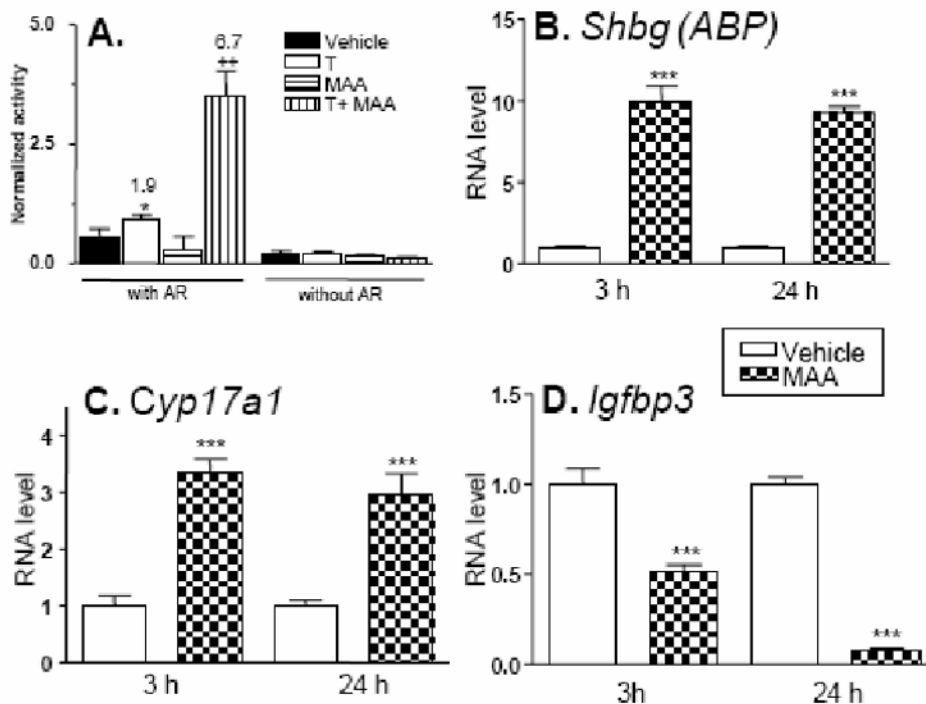 A.
5.0
2.5
0.0
Normalized activity
1.9
*
6.7
++
Vehicle
T
MAA
T+ MAA
with AR
without AR
B. Shbg (ABP)
15
10
5
0
RNA level
***
***
3 h
24 h
Vehicle
MAA
C. Cyp17a1
4
3
2
1
0
RNA level
***
***
3 h
24 h
D. Igfbp3
1.5
1.0
0.5
0.0
RNA level
***
***
3h
24 h